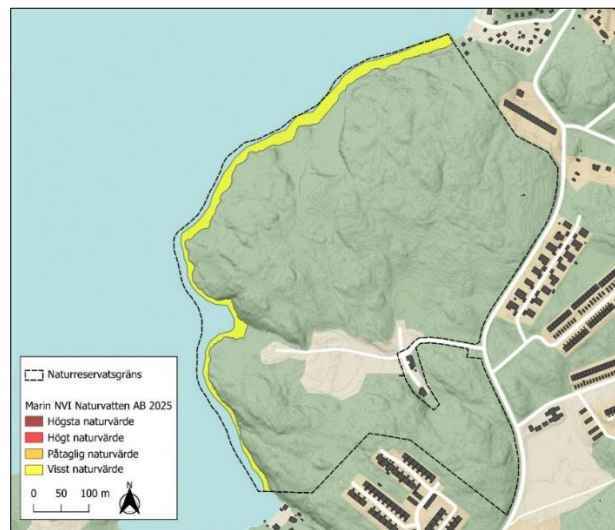 Naturreservatsgräns
Marin NVI Naturvatten AB 2025
Högsta naturvärde
Högt naturvärde
Påtaglig naturvärde
Visst naturvärde
0 50 100 m
N